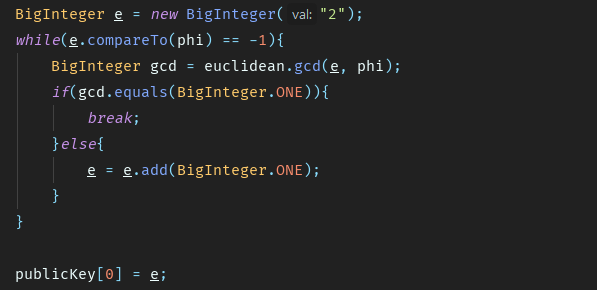 BigInteger e = new BigInteger( val: "2");
while(e.compareTo(phi) == -1){
BigInteger gcd = euclidean.gcd(e, phi);
if(gcd.equals(BigInteger.ONE)){
break;
}else{
e = e.add(BigInteger.ONE);
}
}
publicKey[0] = e;